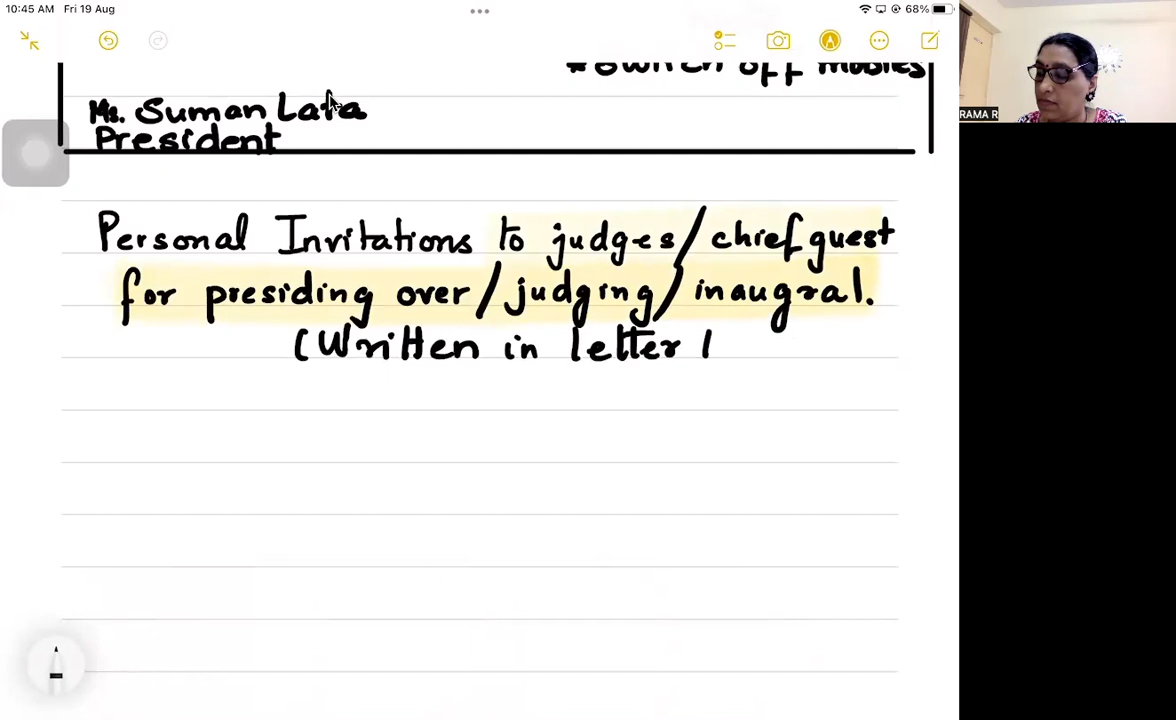 10:45 AM Fri 19 Aug
68%
* Switch off mobiles
Ms. Suman Lata
President
RAMA R
Personal Invitations to judges/chief guest
for presiding over/judging/inaugral.
(Written in letter